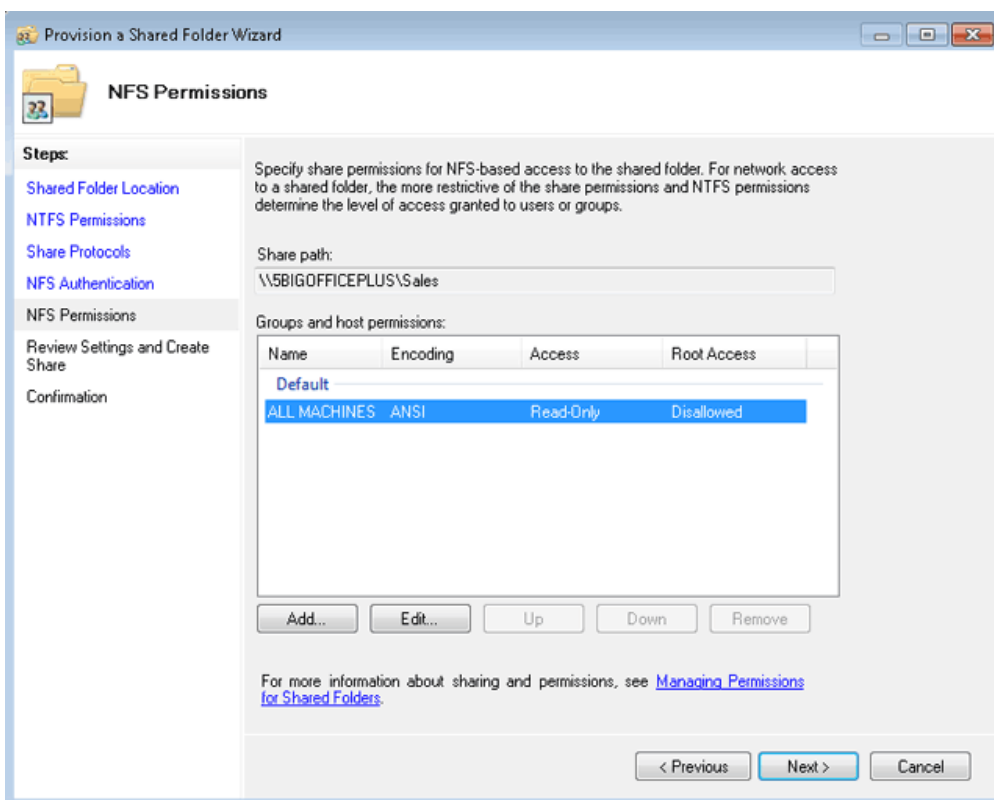 Provision a Shared Folder Wizard
NFS Permissions
Steps:
Shared Folder Location
NTFS Permissions
Share Protocols
NFS Authentication
NFS Permissions
Review Settings and Create
Share
Confirmation
Specify share permissions for NFS-based access to the shared folder. For network access
to a shared folder, the more restrictive of the share permissions and NTFS permissions
determine the level of access granted to users or groups.
Share path:
\\5BIGOFFICEPLUS\Sales
Groups and host permissions:
Name Encoding Access Root Access
Default
ALL MACHINES ANSI Read-Only Disallowed
Add... Edit... Up Down Remove
For more information about sharing and permissions, see Managing Permissions
for Shared Folders.
< Previous Next > Cancel